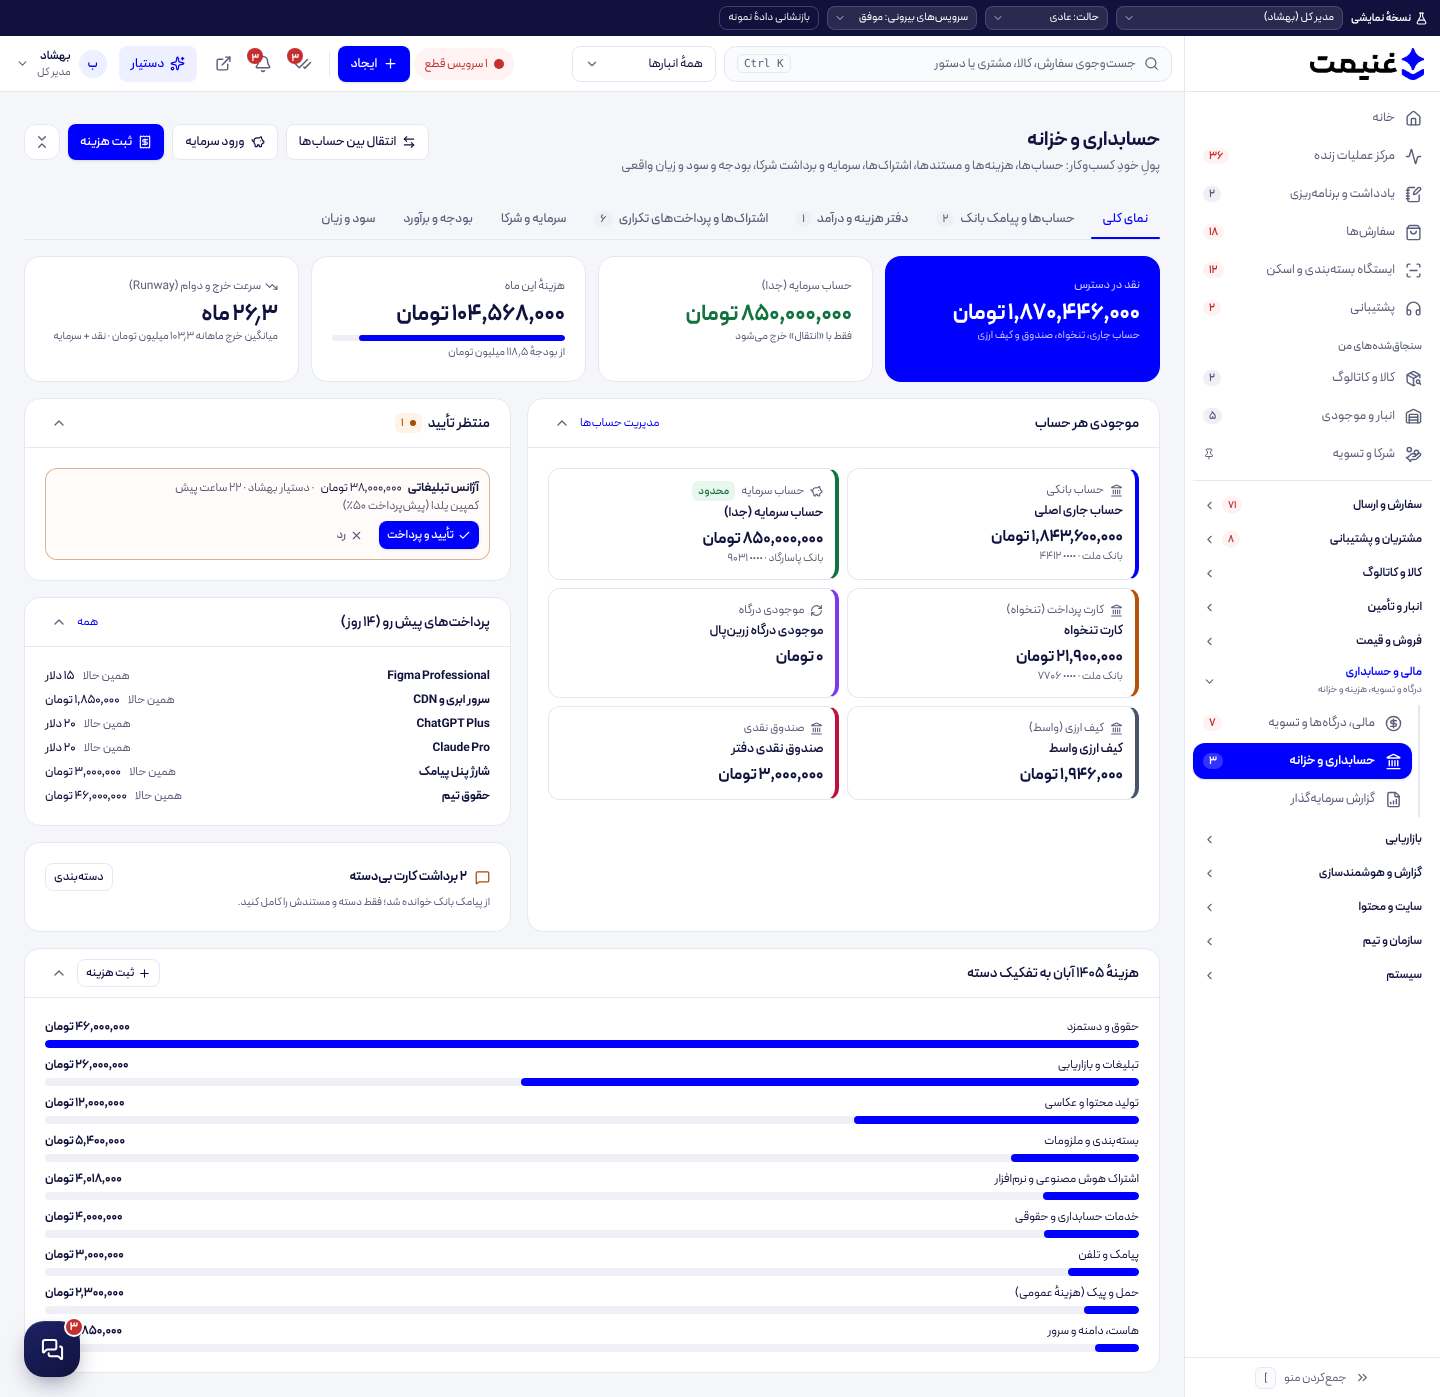 نسخهٔ نمایشی
مدیر کل (بهشاد)
حالت: عادی
سرویس‌های بیرونی: موفق
بازنشانی دادهٔ نمونه
غنیمت
جست‌وجوی سفارش، کالا، مشتری یا دستور
Ctrl K
همهٔ انبارها
۱ سرویس قطع
ایجاد
۳
۳
دستیار
ب
بهشاد
مدیر کل
خانه
مرکز عملیات زنده ۳۶
یادداشت و برنامه‌ریزی ۲
سفارش‌ها ۱۸
ایستگاه بسته‌بندی و اسکن ۱۲
پشتیبانی ۲
سنجاق‌شده‌های من
کالا و کاتالوگ ۲
انبار و موجودی ۵
شرکا و تسویه
سفارش و ارسال ۷۱
مشتریان و پشتیبانی ۸
کالا و کاتالوگ
انبار و تأمین
فروش و قیمت
مالی و حسابداری
درگاه و تسویه، هزینه و خزانه
مالی، درگاه‌ها و تسویه ۷
حسابداری و خزانه ۳
گزارش سرمایه‌گذار
بازاریابی
گزارش و هوشمندسازی
سایت و محتوا
سازمان و تیم
سیستم
جمع‌کردن منو [
حسابداری و خزانه
پولِ خودِ کسب‌وکار: حساب‌ها، هزینه‌ها و مستندها، اشتراک‌ها، سرمایه و برداشت شرکا، بودجه و سود و زیان واقعی
انتقال بین حساب‌ها
ورود سرمایه
ثبت هزینه
نمای کلی
حساب‌ها و پیامک بانک ۲
دفتر هزینه و درآمد ۱
اشتراک‌ها و پرداخت‌های تکراری ۶
سرمایه و شرکا
بودجه و برآورد
سود و زیان
نقد در دسترس
۱٬۸۷۰٬۴۴۶٬۰۰۰ تومان
حساب جاری، تنخواه، صندوق و کیف ارزی
حساب سرمایه (جدا)
۸۵۰٬۰۰۰٬۰۰۰ تومان
فقط با «انتقال» خرج می‌شود
هزینهٔ این ماه
۱۰۴٬۵۶۸٬۰۰۰ تومان
از بودجهٔ ۱۱۸٫۵ میلیون تومان
سرعت خرج و دوام (Runway)
۲۶٫۳ ماه
میانگین خرج ماهانه ۱۰۳٫۳ میلیون تومان · نقد + سرمایه
موجودی هر حساب
مدیریت حساب‌ها
حساب بانکی
حساب جاری اصلی
۱٬۸۴۳٬۶۰۰٬۰۰۰ تومان
بانک ملت · •••• ۴۴۱۲
حساب سرمایه محدود
حساب سرمایه (جدا)
۸۵۰٬۰۰۰٬۰۰۰ تومان
بانک پاسارگاد · •••• ۹۰۳۱
کارت پرداخت (تنخواه)
کارت تنخواه
۲۱٬۹۰۰٬۰۰۰ تومان
بانک ملت · •••• ۷۷۰۶
موجودی درگاه
موجودی درگاه زرین‌پال
۰ تومان
کیف ارزی (واسط)
کیف ارزی واسط
۱٬۹۴۶٬۰۰۰ تومان
صندوق نقدی
صندوق نقدی دفتر
۳٬۰۰۰٬۰۰۰ تومان
منتظر تأیید ۱
آژانس تبلیغاتی ۳۸٬۰۰۰٬۰۰۰ تومان · دستیار بهشاد · ۲۲ ساعت پیش
کمپین یلدا (پیش‌پرداخت ۵۰٪)
تأیید و پرداخت
رد
پرداخت‌های پیش رو (۱۴ روز)
همه
Figma Professional همین حالا ۱۵ دلار
سرور ابری و CDN همین حالا ۱٬۸۵۰٬۰۰۰ تومان
ChatGPT Plus همین حالا ۲۰ دلار
Claude Pro همین حالا ۲۰ دلار
شارژ پنل پیامک همین حالا ۳٬۰۰۰٬۰۰۰ تومان
حقوق تیم همین حالا ۴۶٬۰۰۰٬۰۰۰ تومان
۲ برداشت کارت بی‌دسته
دسته‌بندی
از پیامک بانک خوانده شد؛ فقط دسته و مستندش را کامل کنید.
هزینهٔ ۱۴۰۵ آبان به تفکیک دسته
ثبت هزینه
حقوق و دستمزد ۴۶٬۰۰۰٬۰۰۰ تومان
تبلیغات و بازاریابی ۲۶٬۰۰۰٬۰۰۰ تومان
تولید محتوا و عکاسی ۱۲٬۰۰۰٬۰۰۰ تومان
بسته‌بندی و ملزومات ۵٬۴۰۰٬۰۰۰ تومان
اشتراک هوش مصنوعی و نرم‌افزار ۴٬۰۱۸٬۰۰۰ تومان
خدمات حسابداری و حقوقی ۴٬۰۰۰٬۰۰۰ تومان
پیامک و تلفن ۳٬۰۰۰٬۰۰۰ تومان
حمل و پیک (هزینهٔ عمومی) ۲٬۳۰۰٬۰۰۰ تومان
هاست، دامنه و سرور ۸۵۰٬۰۰۰
۳